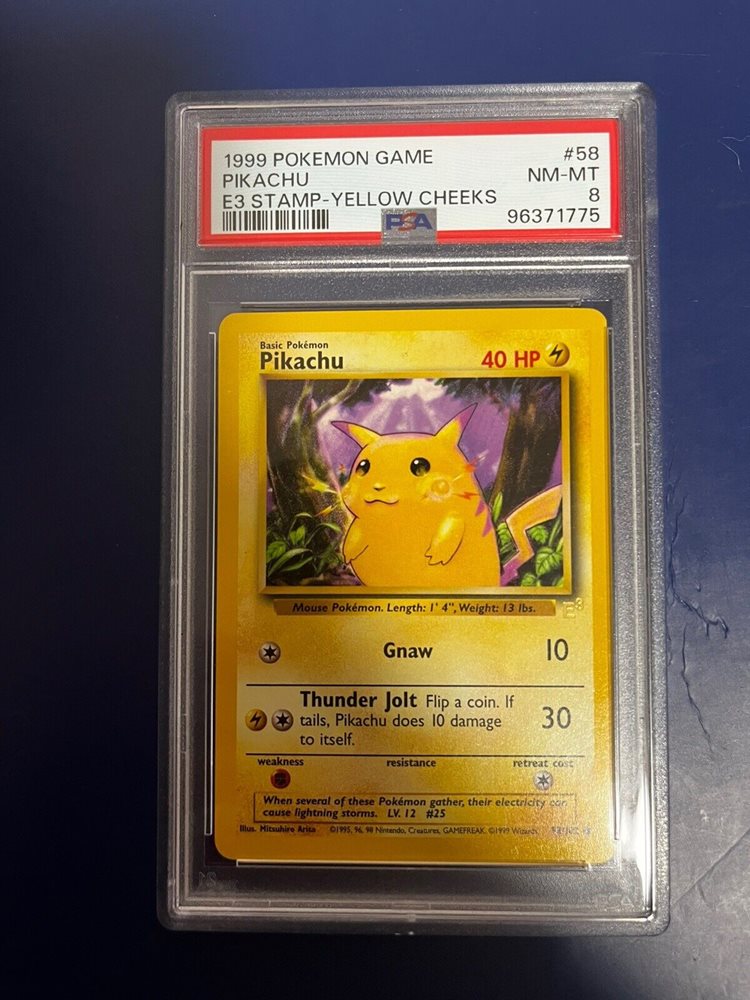 1999 POKEMON GAME #58
PIKACHU NM-MT
E3 STAMP-YELLOW CHEEKS 8
PSA 96371775
Basic Pokémon
Pikachu 40 HP
Mouse Pokémon. Length: 1' 4", Weight: 13 lbs.
E3
Gnaw 10
Thunder Jolt Flip a coin. If
tails, Pikachu does 10 damage
to itself.
30
weakness resistance retreat cost
When several of these Pokémon gather, their electricity can
cause lightning storms. LV. 12 #25
Illus. Mitsuhiro Arita ©1995, 96, 98 Nintendo, Creatures, GAMEFREAK. ©1999 Wizards.